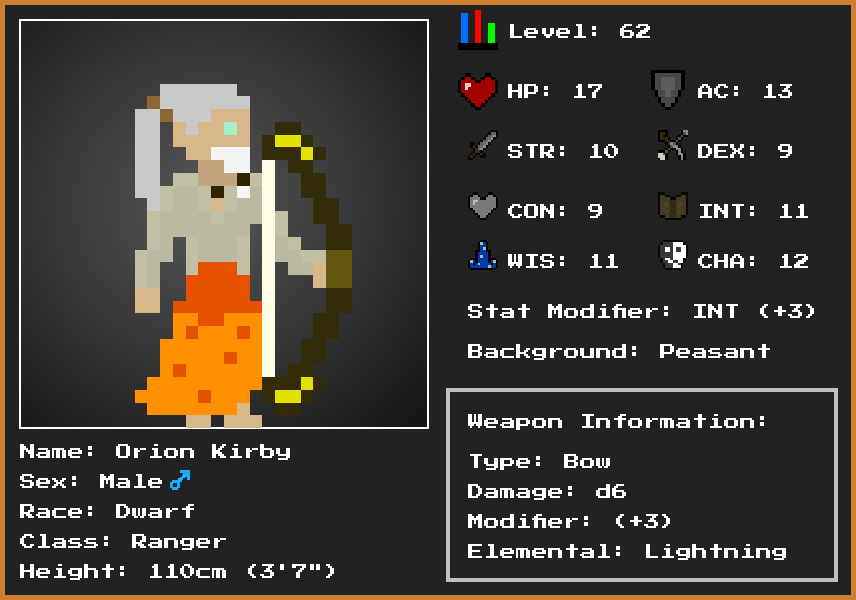 Level: 62
HP: 17 AC: 13
STR: 10 DEX: 9
CON: 9 INT: 11
WIS: 11 CHA: 12
Stat Modifier: INT (+3)
Background: Peasant
Weapon Information:
Type: Bow
Damage: d6
Modifier: (+3)
Elemental: Lightning
Name: Orion Kirby
Sex: Male ♂
Race: Dwarf
Class: Ranger
Height: 110cm (3'7")